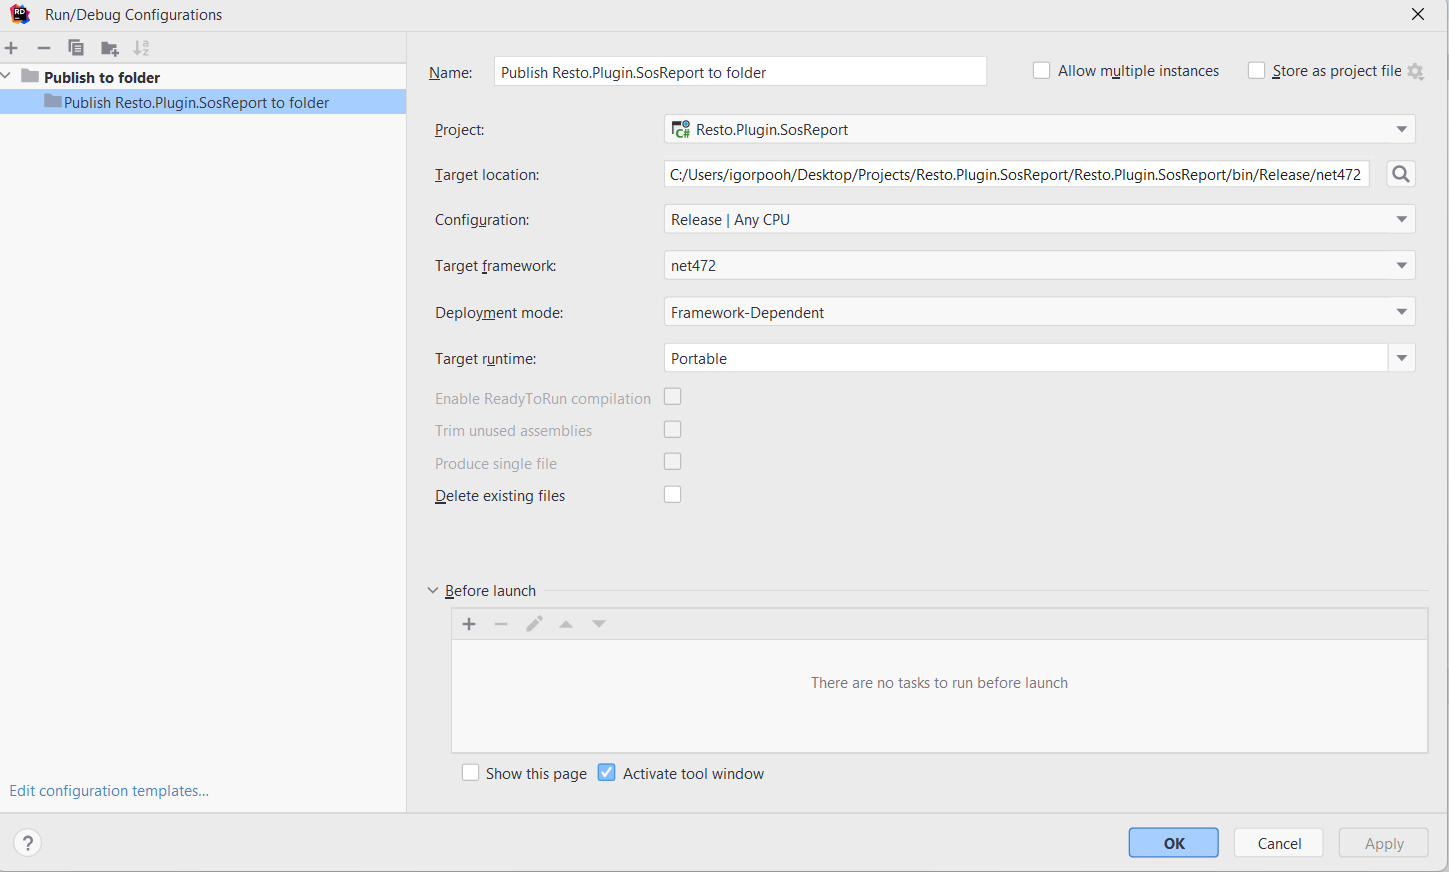 Run/Debug Configurations
Publish to folder
Publish Resto.Plugin.SosReport to folder
Edit configuration templates...
Name: Publish Resto.Plugin.SosReport to folder
Allow multiple instances
Store as project file
Project: Resto.Plugin.SosReport
Target location: C:/Users/igorpooh/Desktop/Projects/Resto.Plugin.SosReport/Resto.Plugin.SosReport/bin/Release/net472
Configuration: Release | Any CPU
Target framework: net472
Deployment mode: Framework-Dependent
Target runtime: Portable
Enable ReadyToRun compilation
Trim unused assemblies
Produce single file
Delete existing files
Before launch
There are no tasks to run before launch
Show this page
Activate tool window
?
OK
Cancel
Apply